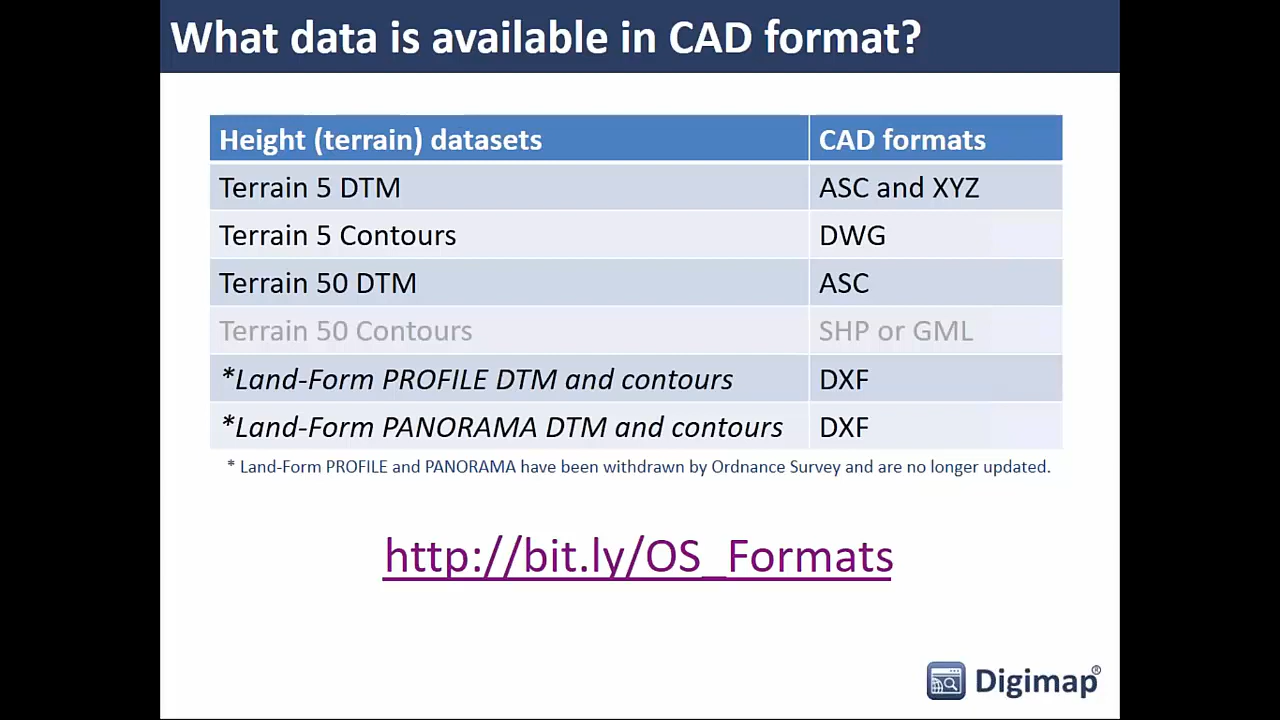 What data is available in CAD format?
Height (terrain) datasets CAD formats
Terrain 5 DTM ASC and XYZ
Terrain 5 Contours DWG
Terrain 50 DTM ASC
Terrain 50 Contours SHP or GML
*Land-Form PROFILE DTM and contours DXF
*Land-Form PANORAMA DTM and contours DXF
* Land-Form PROFILE and PANORAMA have been withdrawn by Ordnance Survey and are no longer updated.
http://bit.ly/OS_Formats
Digimap®